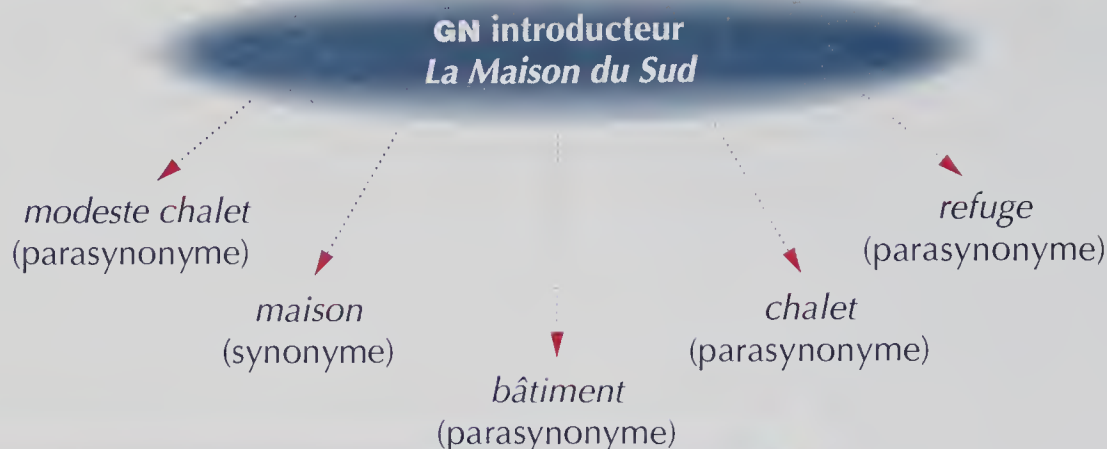 GN introducteur
La Maison du Sud
modeste chalet
(parasynonyme)
maison
(synonyme)
bâtiment
(parasynonyme)
chalet
(parasynonyme)
refuge
(parasynonyme)